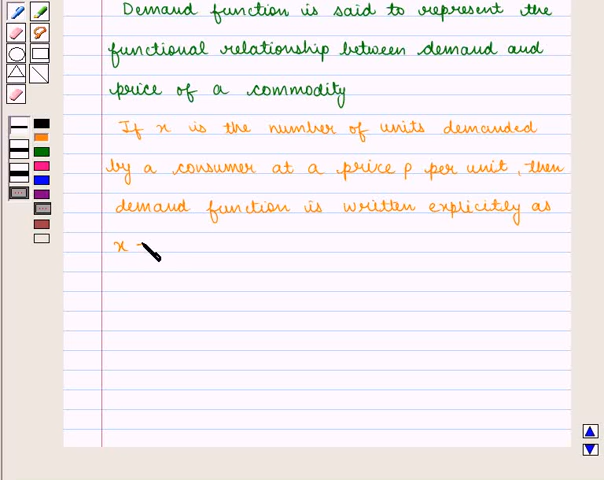 Demand function is said to represent the
functional relationship between demand and
price of a commodity
If x is the number of units demanded
by a consumer at a price p per unit, then
demand function is written explicitly as
x -